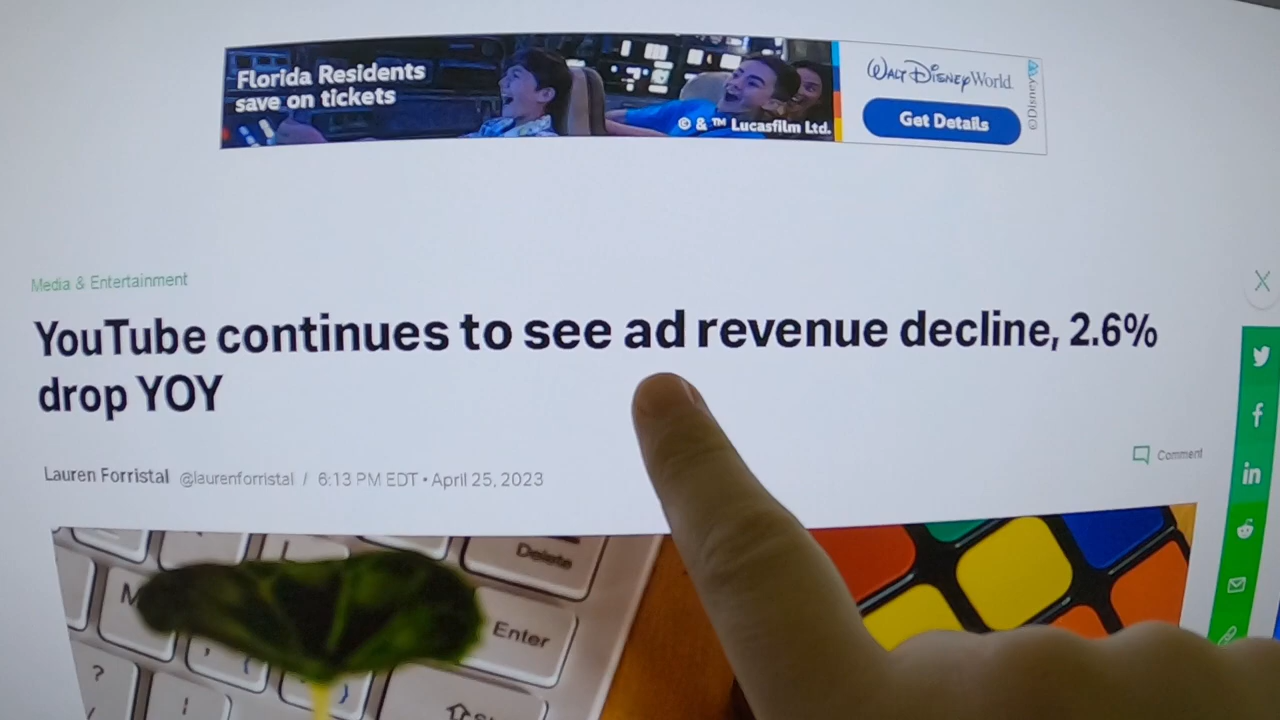 Florida Residents
save on tickets
© & ™ Lucasfilm Ltd.
WALT DISNEY World
Get Details
©Disney
Media & Entertainment
YouTube continues to see ad revenue decline, 2.6%
drop YOY
Lauren Forristal @laurenforristal / 6:13 PM EDT • April 25, 2023
Comment
Delete
M
Enter
?